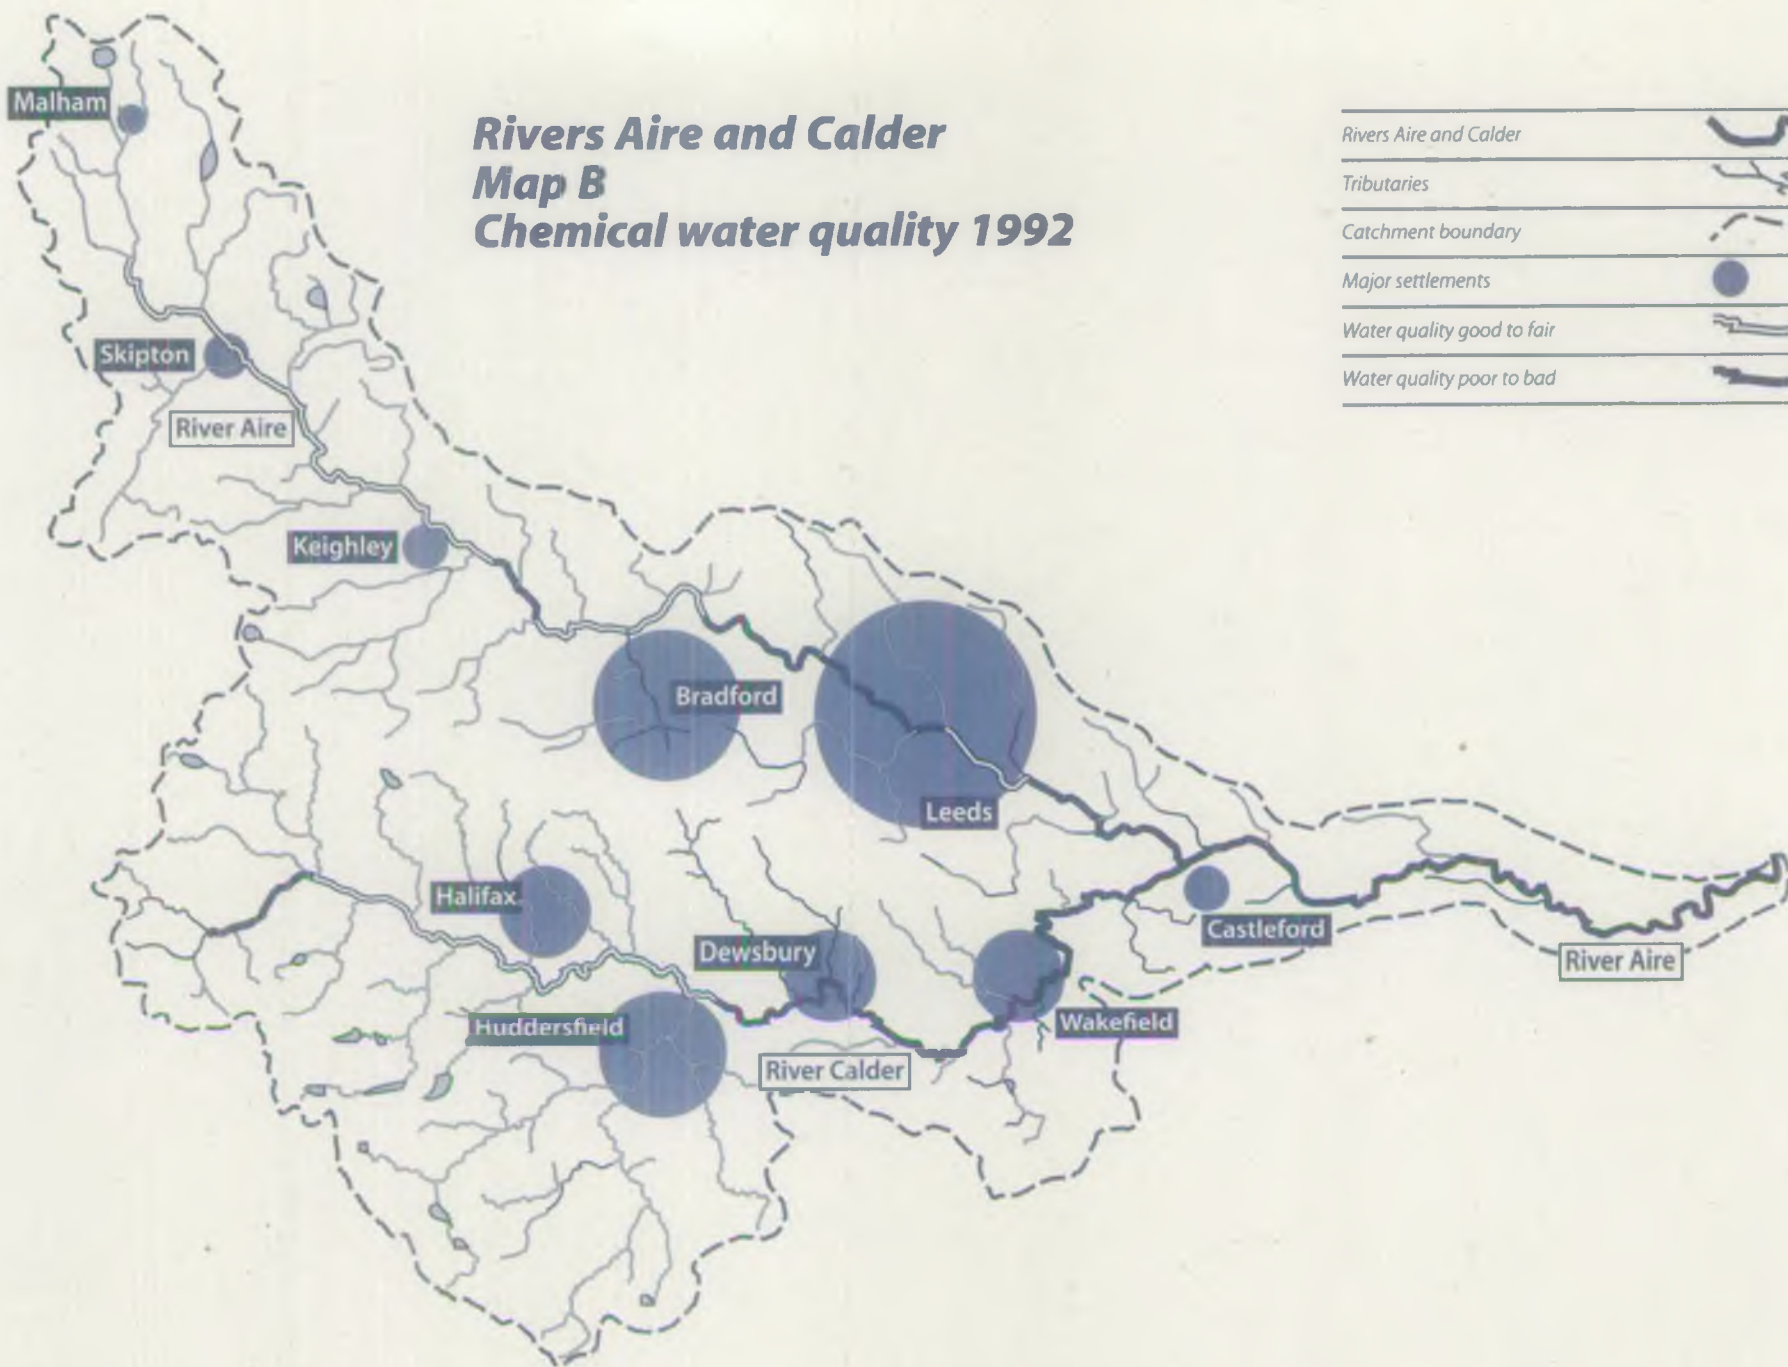 Rivers Aire and Calder
Map B
Chemical water quality 1992
Rivers Aire and Calder
Tributaries
Catchment boundary
Major settlements
Water quality good to fair
Water quality poor to bad
Malham
Skipton
River Aire
Keighley
Bradford
Leeds
Halifax
Dewsbury
Castleford
River Aire
Huddersfield
Wakefield
River Calder